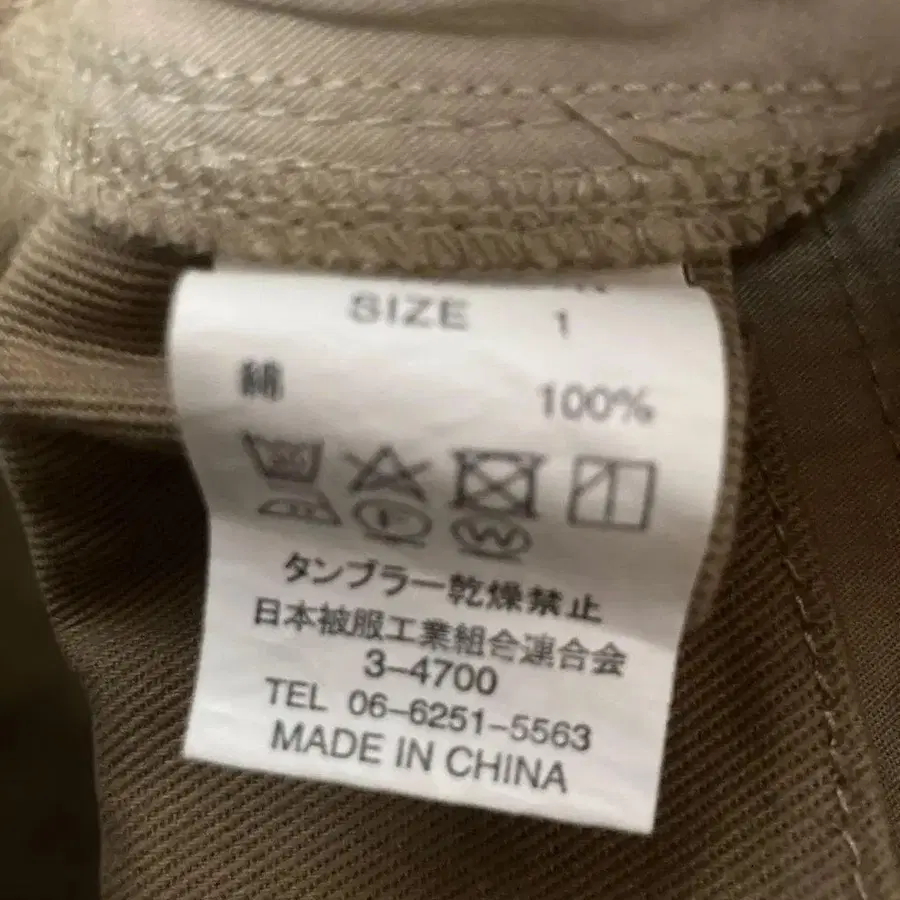 SIZE 1
綿 100%
タンブラー乾燥禁止
日本被服工業組合連合会
3-4700
TEL 06-6251-5563
MADE IN CHINA